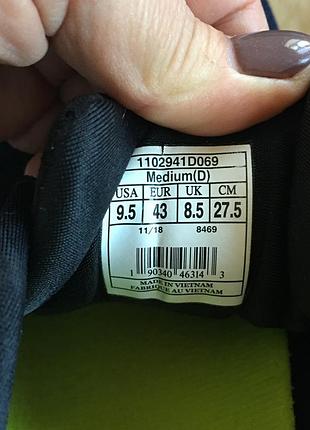 1102941D069
Medium(D)
USA EUR UK CM
9.5 43 8.5 27.5
11/18 8469
1 90340 46314 3
MADE IN VIETNAM
FABRIQUE AU VIETNAM